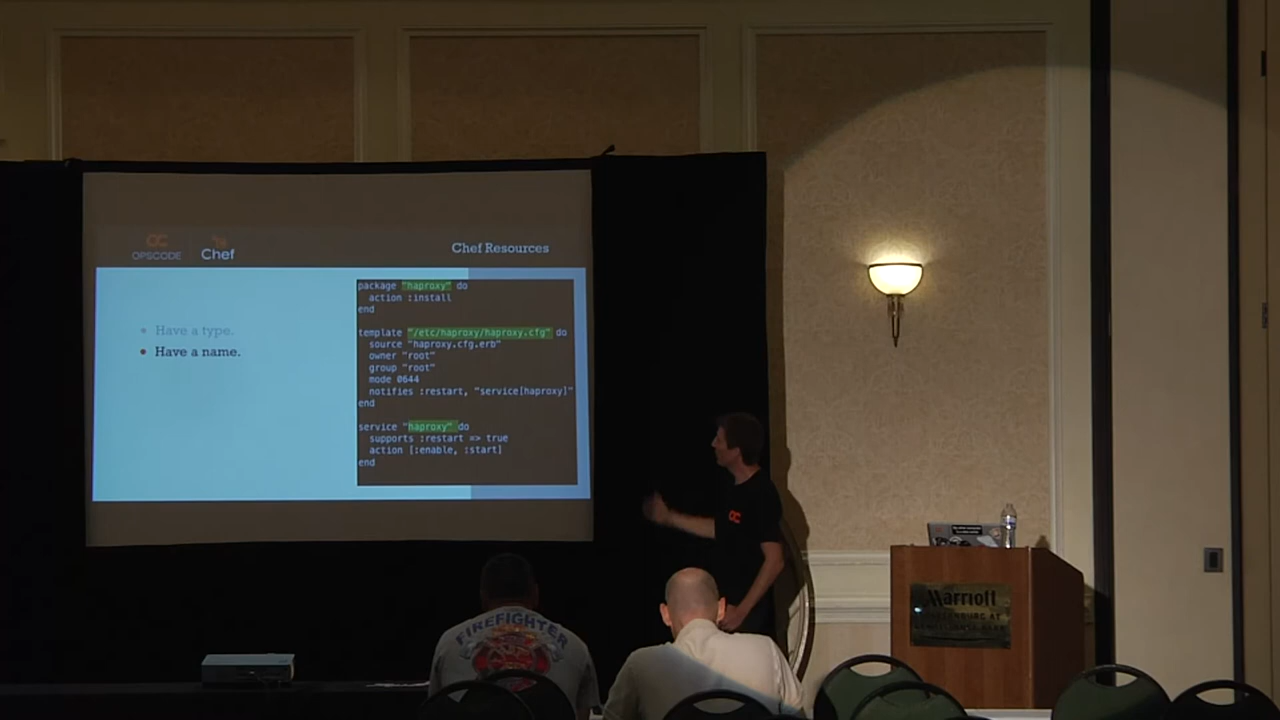 OPSCODE
Chef
Chef Resources
• Have a type.
• Have a name.
package "haproxy" do
  action :install
end
template "/etc/haproxy/haproxy.cfg" do
  source "haproxy.cfg.erb"
  owner "root"
  group "root"
  mode 0644
  notifies :restart, "service[haproxy]"
end
service "haproxy" do
  supports :restart => true
  action [:enable, :start]
end
OC
FIREFIGHTER
Marriott